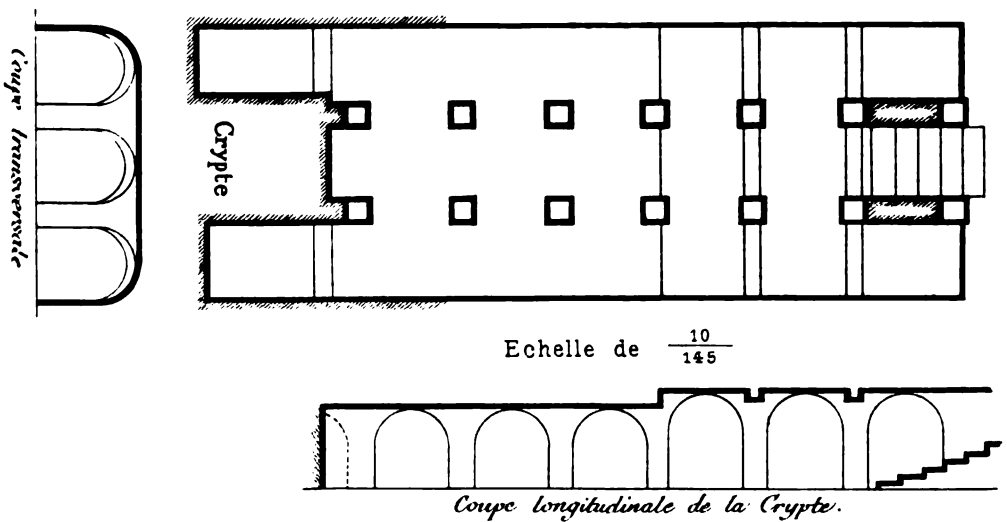 Coupe transversale
Crypte
Echelle de 10/145
Coupe longitudinale de la Crypte.